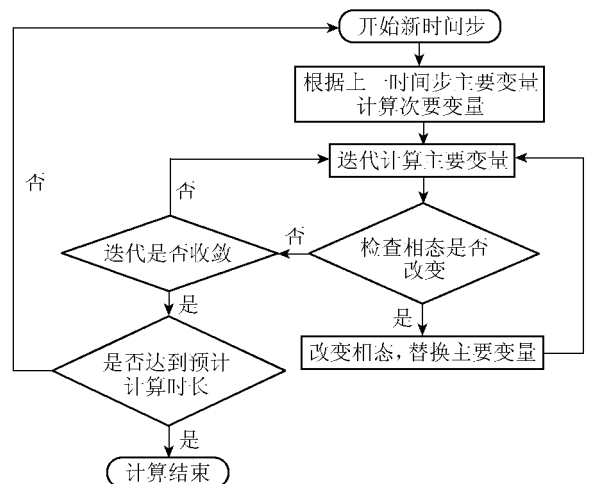 开始新时间步
根据上一时间步主要变量
计算次要变量
迭代计算主要变量
否
否
检查相态是否
改变
否
迭代是否收敛
是
是
改变相态，替换主要变量
是否达到预计
计算时长
是
计算结束